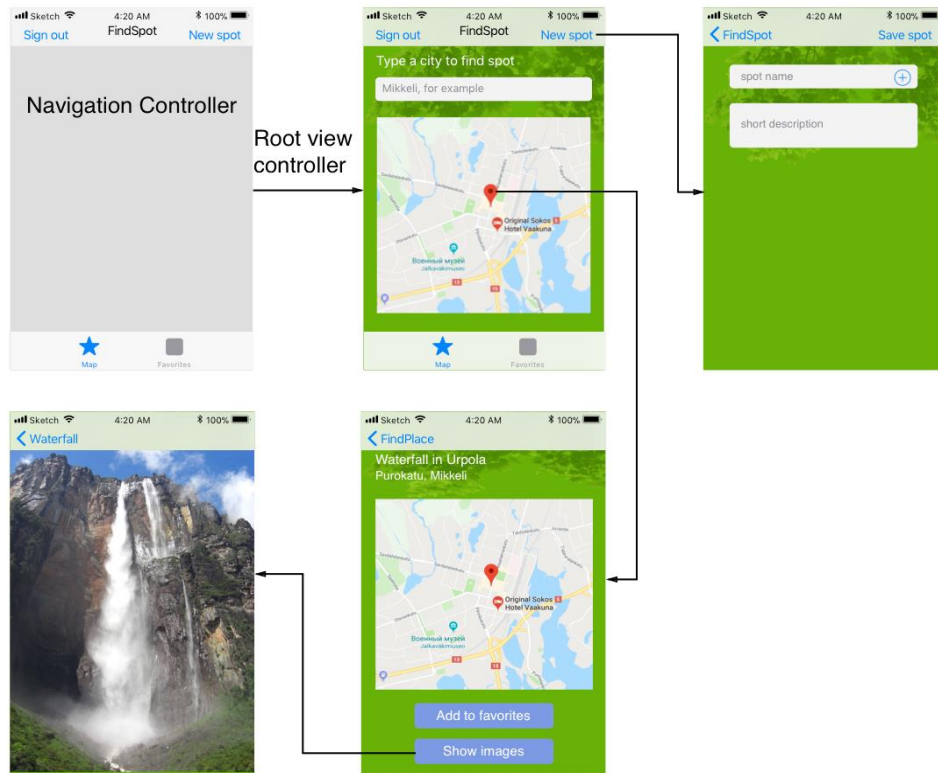 Sketch 4:20 AM 100%
Sign out FindSpot New spot
Navigation Controller
Map Favorites
Root view
controller
Sketch 4:20 AM 100%
Sign out FindSpot New spot
Type a city to find spot
Mikkeli, for example
Original Sokos
Hotel Vaakuna
Военный музей
Jalkaväkimuseo
Map Favorites
Sketch 4:20 AM 100%
FindSpot Save spot
spot name
short description
Sketch 4:20 AM 100%
Waterfall
Sketch 4:20 AM 100%
FindPlace
Waterfall in Urpola
Purokatu, Mikkeli
Original Sokos
Hotel Vaakuna
Военный музей
Jalkaväkimuseo
Add to favorites
Show images